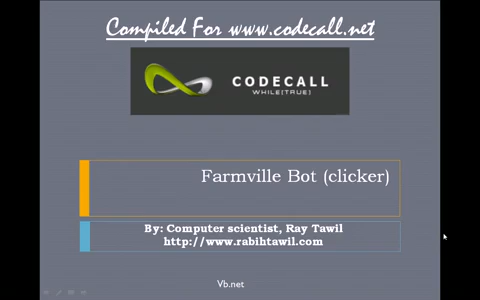 Compiled For www.codecall.net
CODECALL
WHILE[TRUE]
Farmville Bot (clicker)
By: Computer scientist, Ray Tawil
http://www.rabihtawil.com
Vb.net